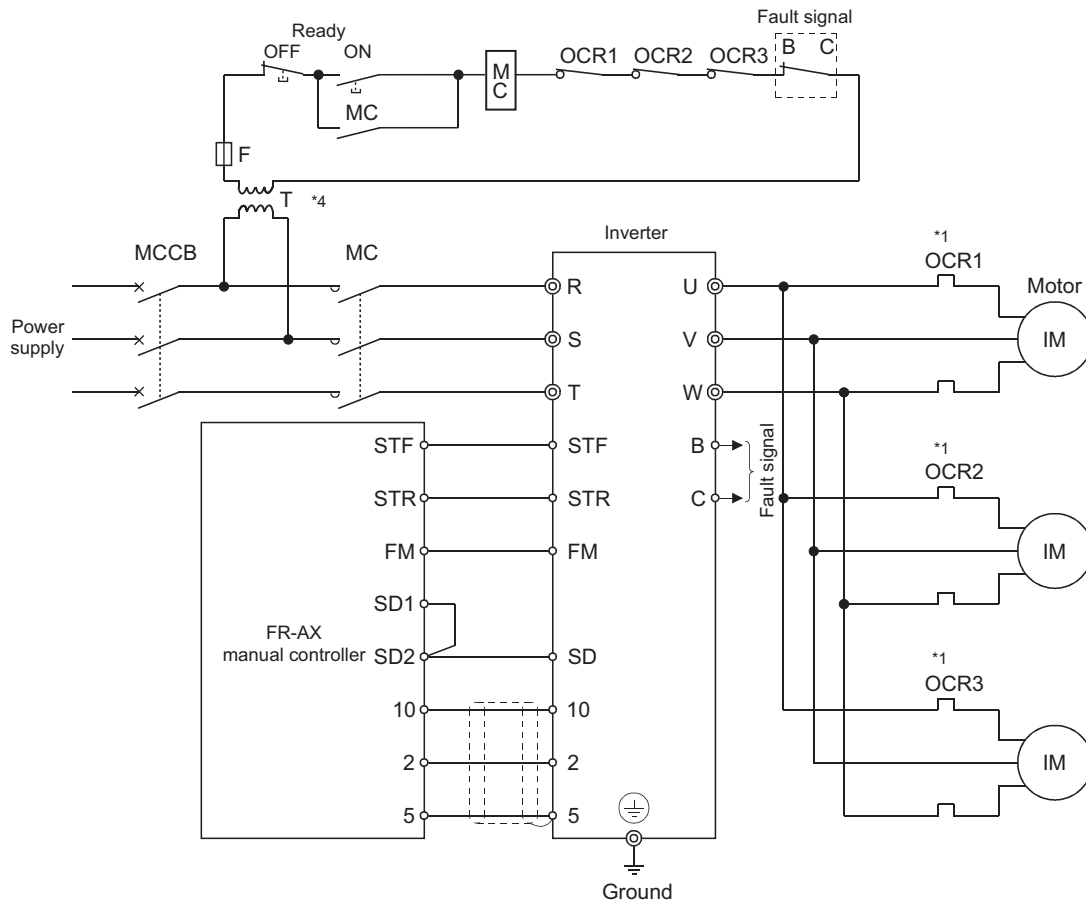 Ready
Fault signal
OFF
ON
M
C
OCR1
OCR2
OCR3
B
C
MC
F
T
*4
MCCB
MC
Inverter
*1
OCR1
Motor
R
U
IM
Power
supply
S
V
T
W
STF
STF
B
Fault signal
*1
OCR2
STR
STR
C
FM
FM
IM
SD1
FR-AX
manual controller
SD2
SD
*1
OCR3
10
10
2
2
IM
5
5
Ground